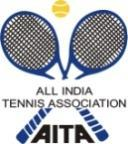 ALL INDIA
TENNIS ASSOCIATION
AITA